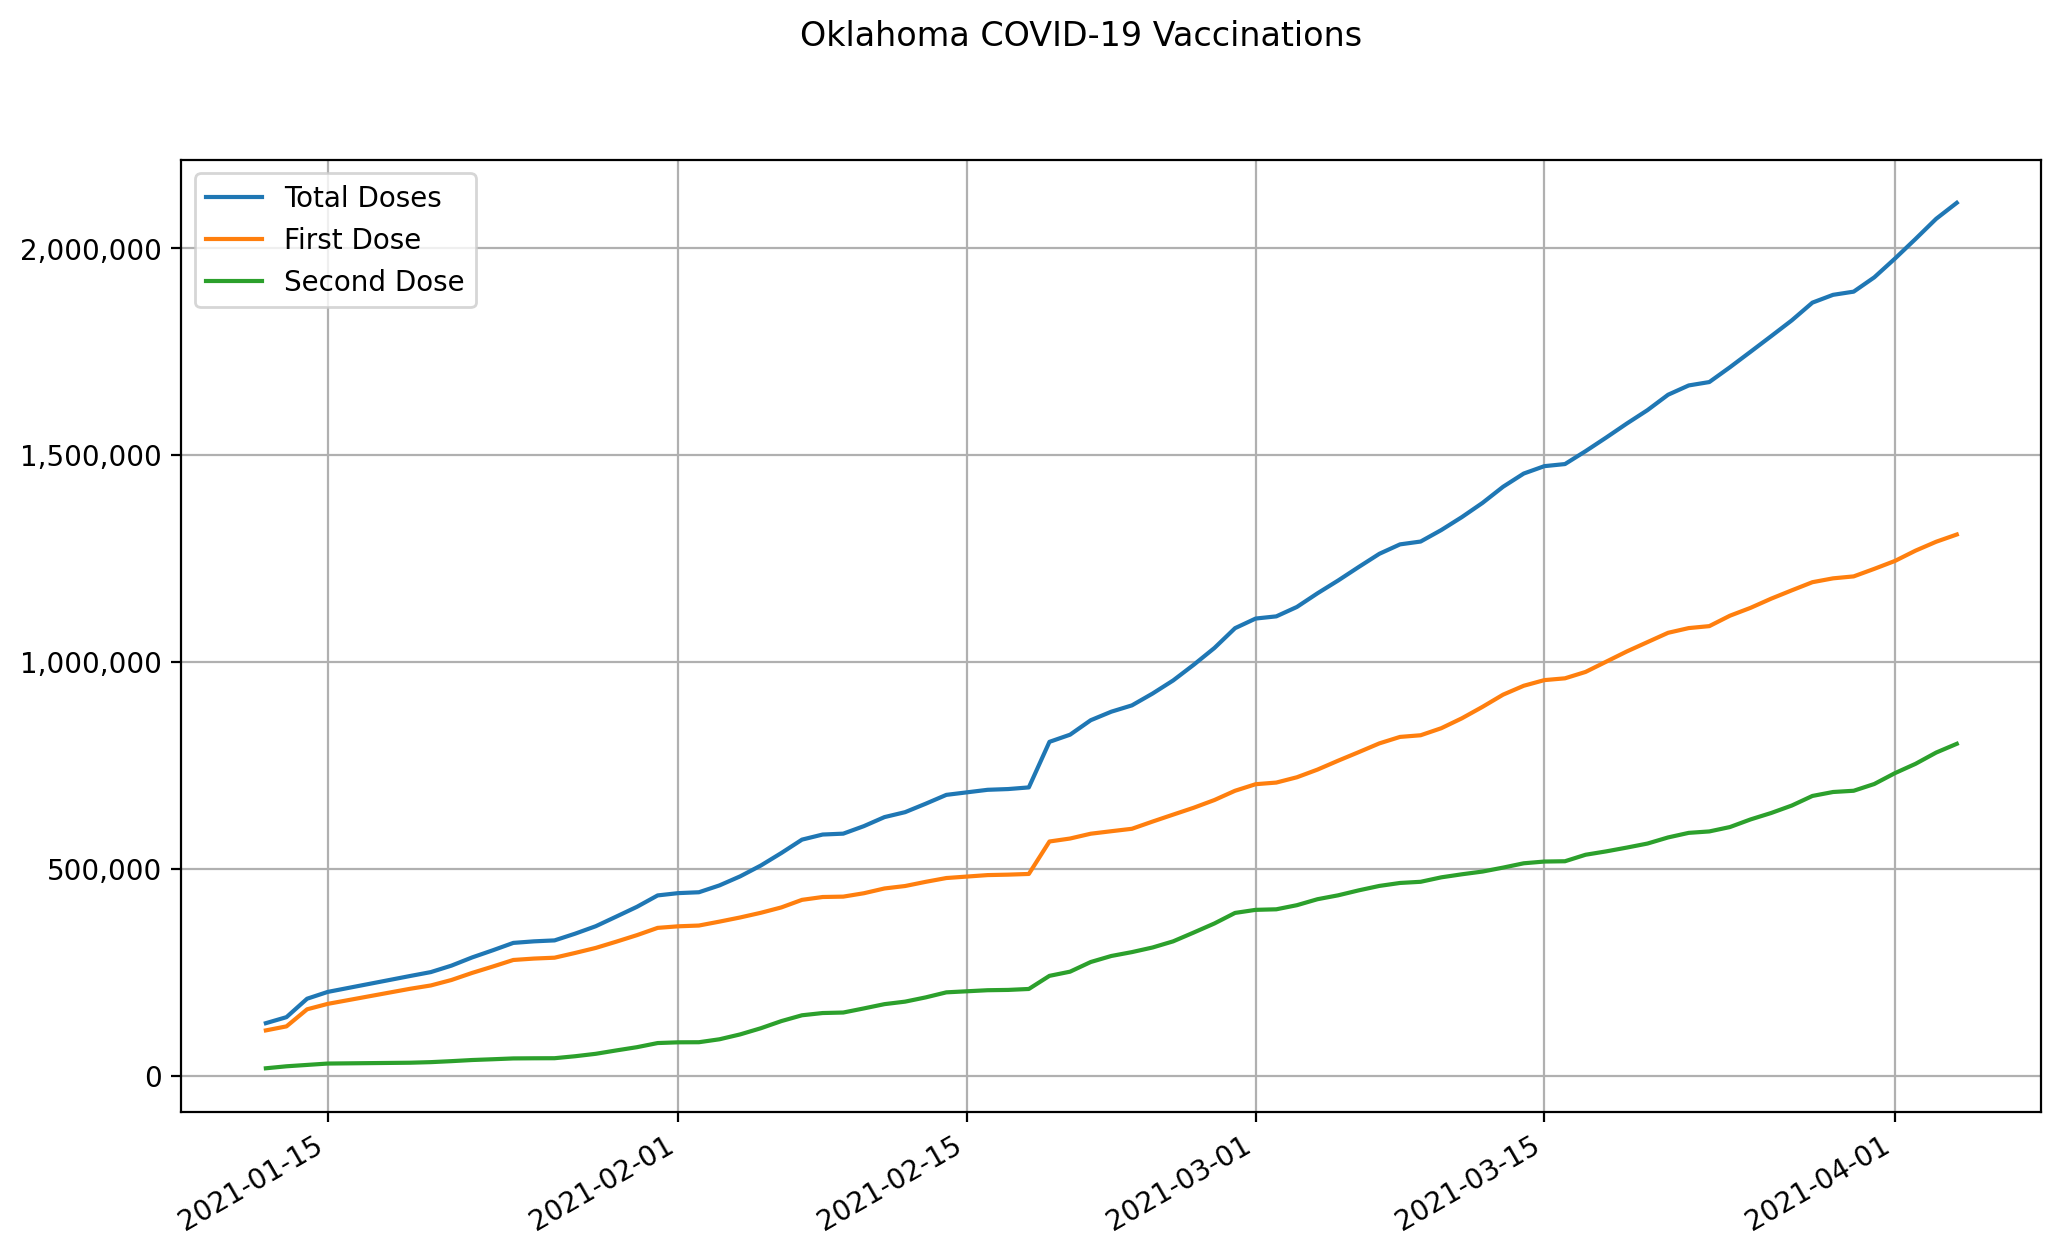 Oklahoma COVID-19 Vaccinations
Total Doses
First Dose
Second Dose
2,000,000
1,500,000
1,000,000
500,000
0
2021-01-15
2021-02-01
2021-02-15
2021-03-01
2021-03-15
2021-04-01